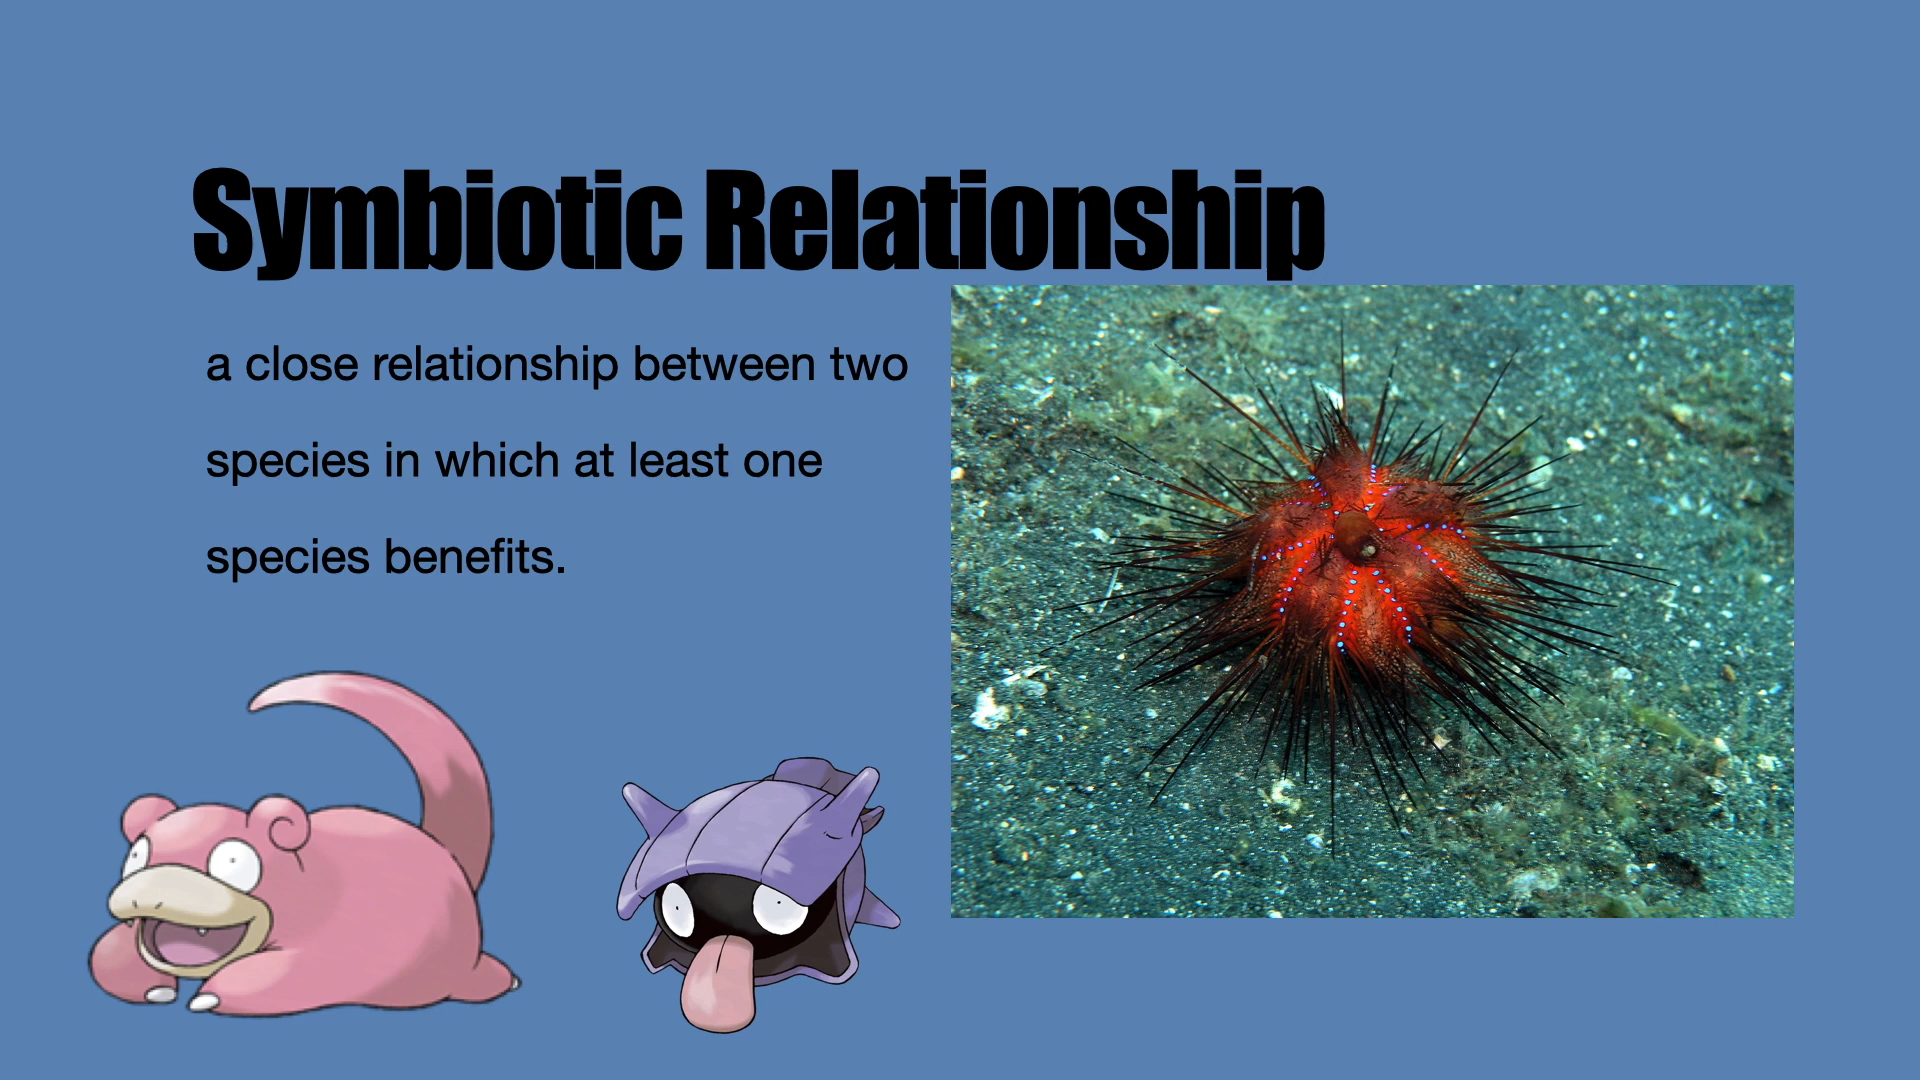 Symbiotic Relationship
a close relationship between two
species in which at least one
species benefits.